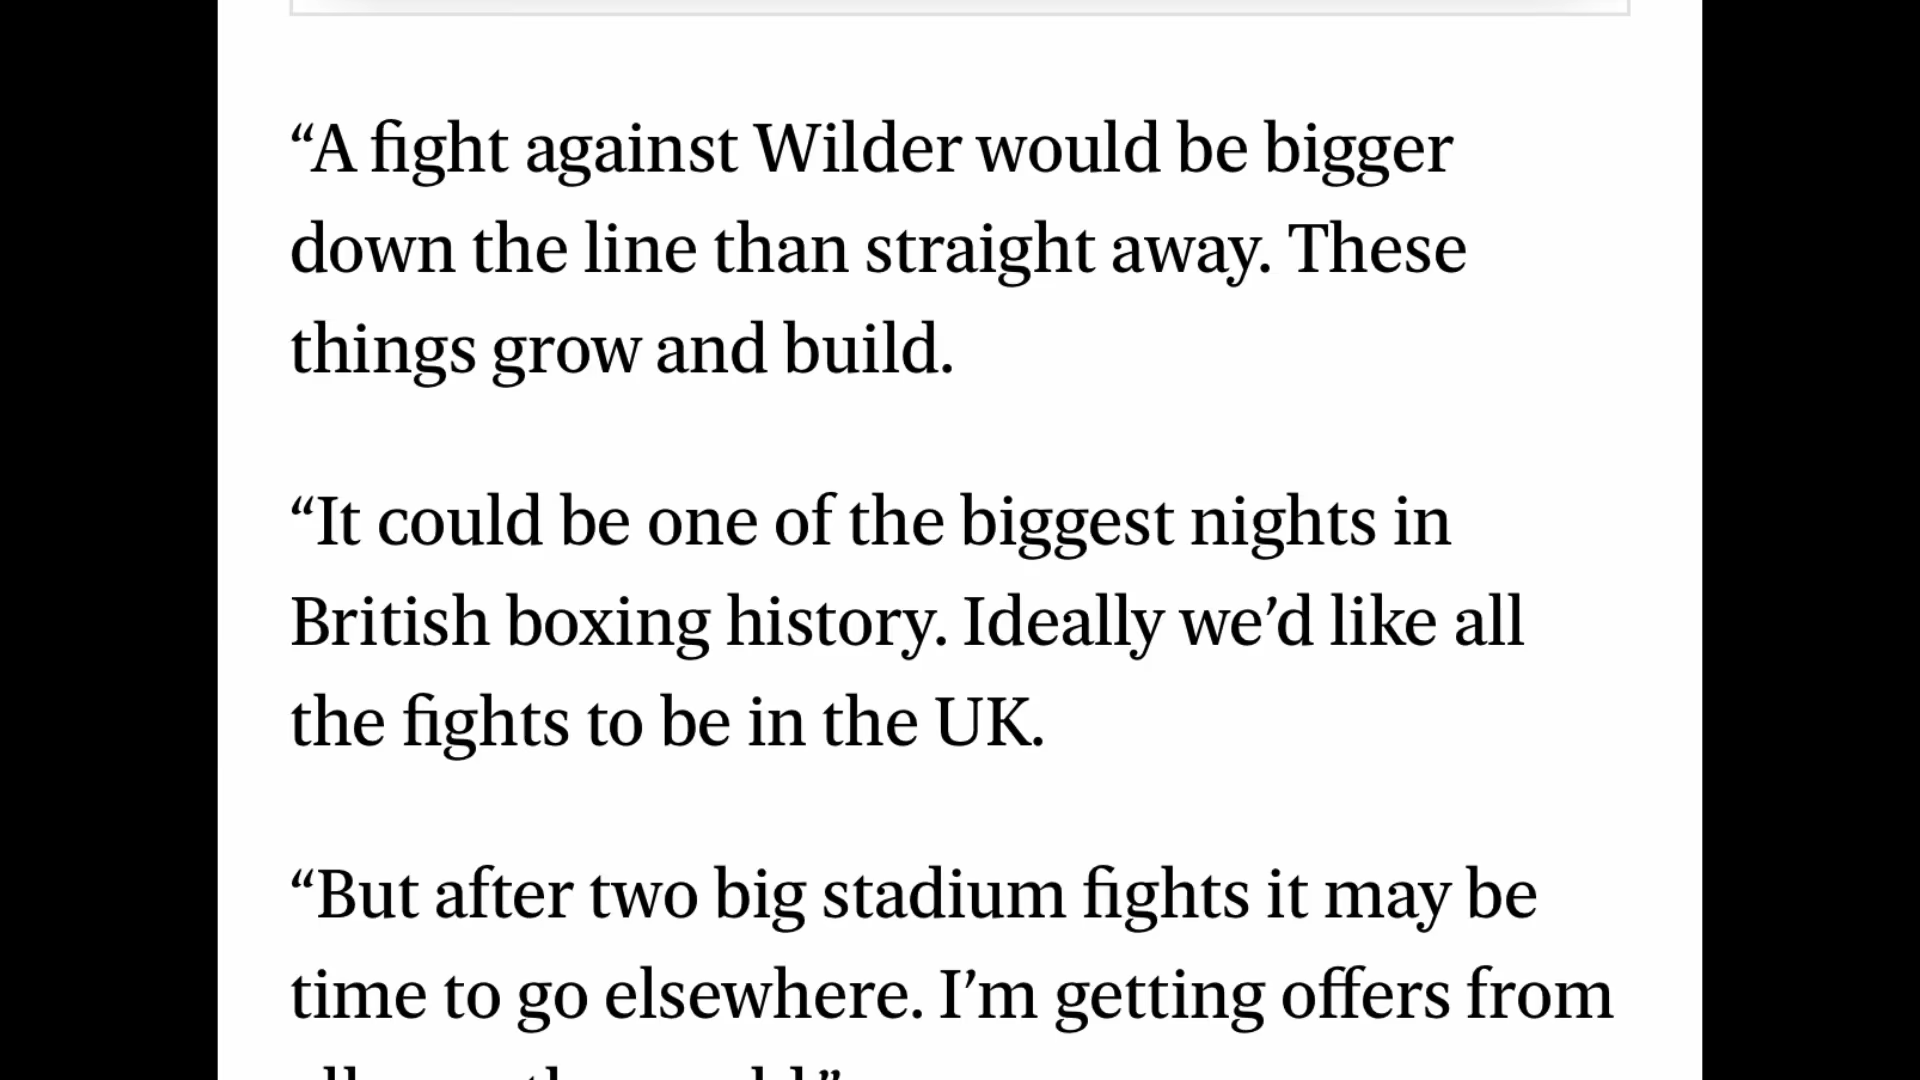 “A fight against Wilder would be bigger
down the line than straight away. These
things grow and build.
“It could be one of the biggest nights in
British boxing history. Ideally we’d like all
the fights to be in the UK.
“But after two big stadium fights it may be
time to go elsewhere. I’m getting offers from